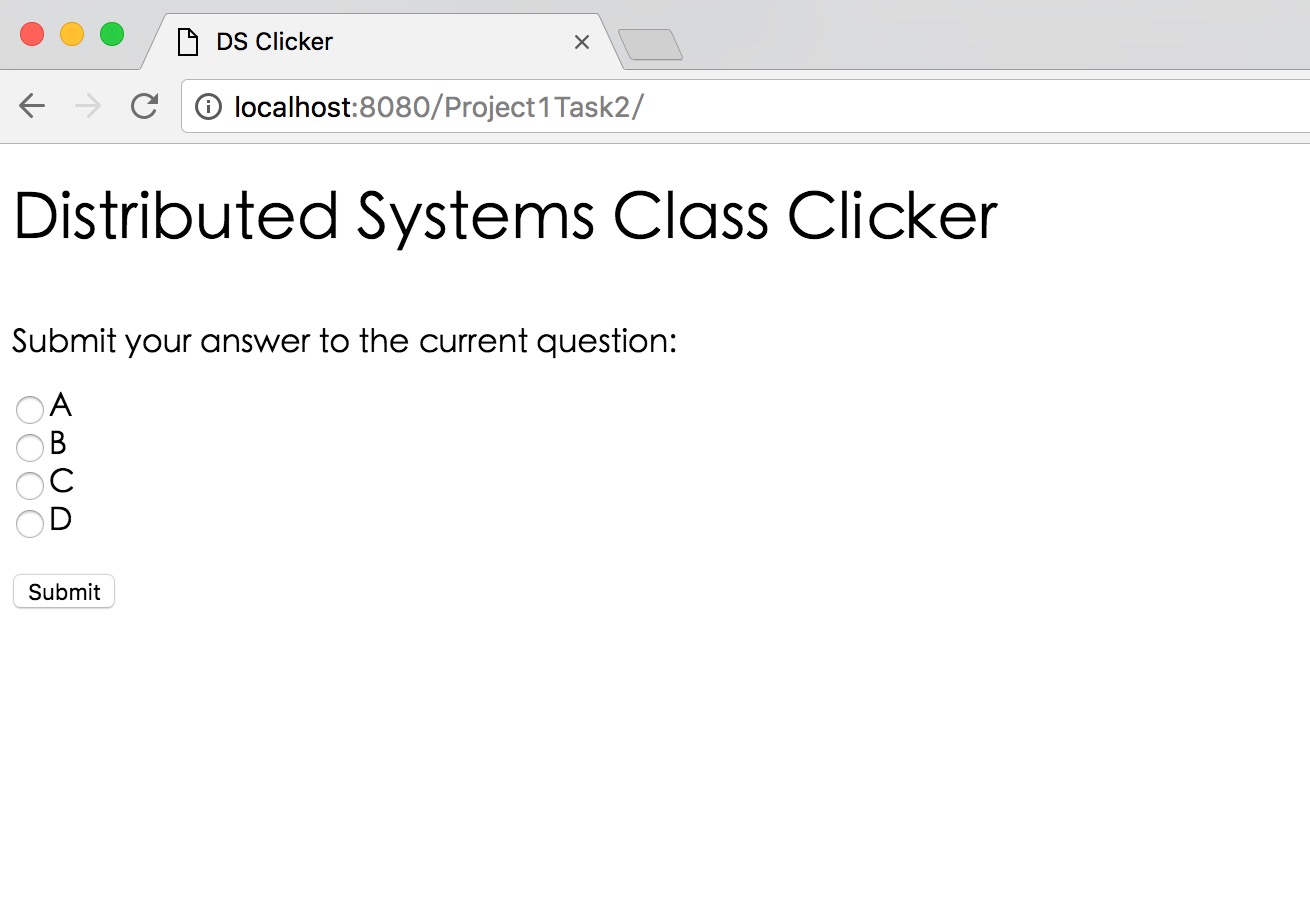 DS Clicker
localhost:8080/Project1Task2/
Distributed Systems Class Clicker
Submit your answer to the current question:
A
B
C
D
Submit